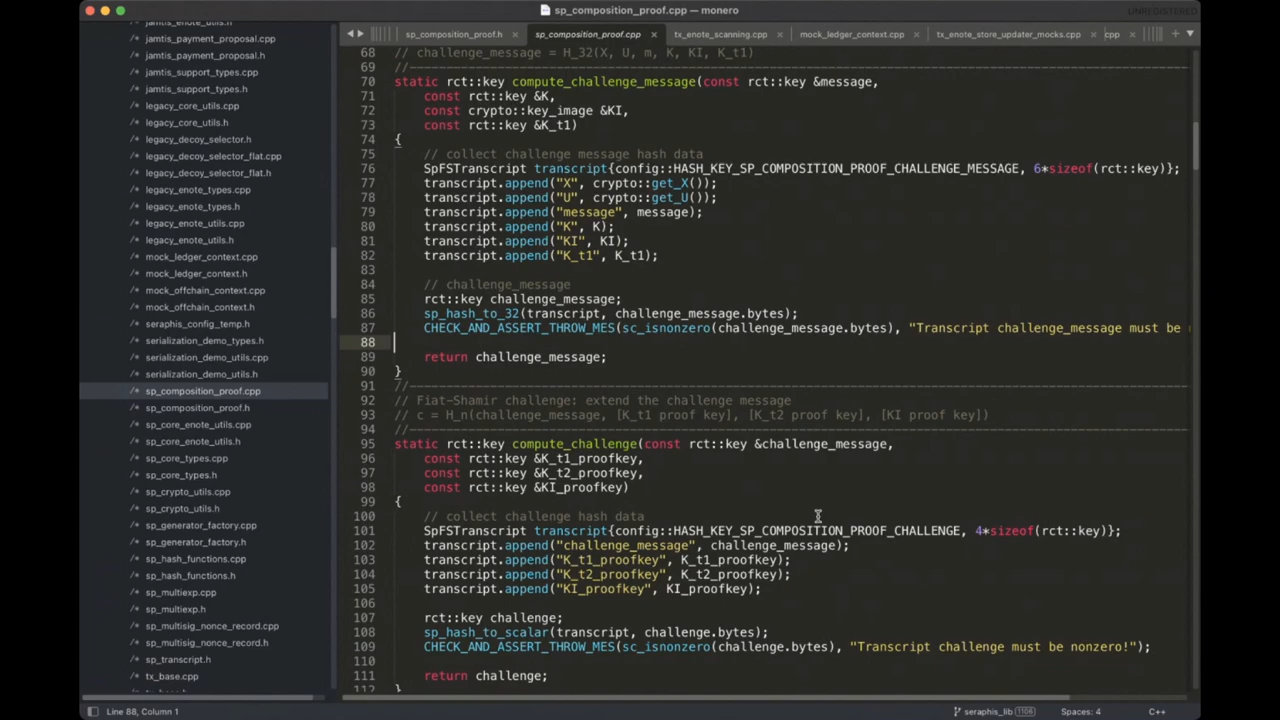 sp_composition_proof.cpp — monero
UNREGISTERED
jamtis_enote_utils.h
jamtis_payment_proposal.cpp
jamtis_payment_proposal.h
jamtis_support_types.cpp
jamtis_support_types.h
legacy_core_utils.cpp
legacy_core_utils.h
legacy_decoy_selector.h
legacy_decoy_selector_flat.cpp
legacy_decoy_selector_flat.h
legacy_enote_types.cpp
legacy_enote_types.h
legacy_enote_utils.cpp
legacy_enote_utils.h
mock_ledger_context.cpp
mock_ledger_context.h
mock_offchain_context.cpp
mock_offchain_context.h
seraphis_config_temp.h
serialization_demo_types.h
serialization_demo_utils.cpp
serialization_demo_utils.h
sp_composition_proof.cpp
sp_composition_proof.h
sp_core_enote_utils.cpp
sp_core_enote_utils.h
sp_core_types.cpp
sp_core_types.h
sp_crypto_utils.cpp
sp_crypto_utils.h
sp_generator_factory.cpp
sp_generator_factory.h
sp_hash_functions.cpp
sp_hash_functions.h
sp_multiexp.cpp
sp_multiexp.h
sp_multisig_nonce_record.cpp
sp_multisig_nonce_record.h
sp_transcript.h
tx_base.cpp
sp_composition_proof.h
sp_composition_proof.cpp
tx_enote_scanning.cpp
mock_ledger_context.cpp
tx_enote_store_updater_mocks.cpp
cpp
68 // challenge_message = H_32(X, U, m, K, KI, K_t1)
69 //-------------------------------------------------------------------------------------------------------------------
70 static rct::key compute_challenge_message(const rct::key &message,
71 const rct::key &K,
72 const crypto::key_image &KI,
73 const rct::key &K_t1)
74 {
75 // collect challenge message hash data
76 SpFSTranscript transcript{config::HASH_KEY_SP_COMPOSITION_PROOF_CHALLENGE_MESSAGE, 6*sizeof(rct::key)};
77 transcript.append("X", crypto::get_X());
78 transcript.append("U", crypto::get_U());
79 transcript.append("message", message);
80 transcript.append("K", K);
81 transcript.append("KI", KI);
82 transcript.append("K_t1", K_t1);
83
84 // challenge_message
85 rct::key challenge_message;
86 sp_hash_to_32(transcript, challenge_message.bytes);
87 CHECK_AND_ASSERT_THROW_MES(sc_isnonzero(challenge_message.bytes), "Transcript challenge_message must be
88
89 return challenge_message;
90 }
91 //-------------------------------------------------------------------------------------------------------------------
92 // Fiat-Shamir challenge: extend the challenge message
93 // c = H_n(challenge_message, [K_t1 proof key], [K_t2 proof key], [KI proof key])
94 //-------------------------------------------------------------------------------------------------------------------
95 static rct::key compute_challenge(const rct::key &challenge_message,
96 const rct::key &K_t1_proofkey,
97 const rct::key &K_t2_proofkey,
98 const rct::key &KI_proofkey)
99 {
100 // collect challenge hash data
101 SpFSTranscript transcript{config::HASH_KEY_SP_COMPOSITION_PROOF_CHALLENGE, 4*sizeof(rct::key)};
102 transcript.append("challenge_message", challenge_message);
103 transcript.append("K_t1_proofkey", K_t1_proofkey);
104 transcript.append("K_t2_proofkey", K_t2_proofkey);
105 transcript.append("KI_proofkey", KI_proofkey);
106
107 rct::key challenge;
108 sp_hash_to_scalar(transcript, challenge.bytes);
109 CHECK_AND_ASSERT_THROW_MES(sc_isnonzero(challenge.bytes), "Transcript challenge must be nonzero!");
110
111 return challenge;
112 }
Line 88, Column 1
seraphis_lib 1106
Spaces: 4
C++